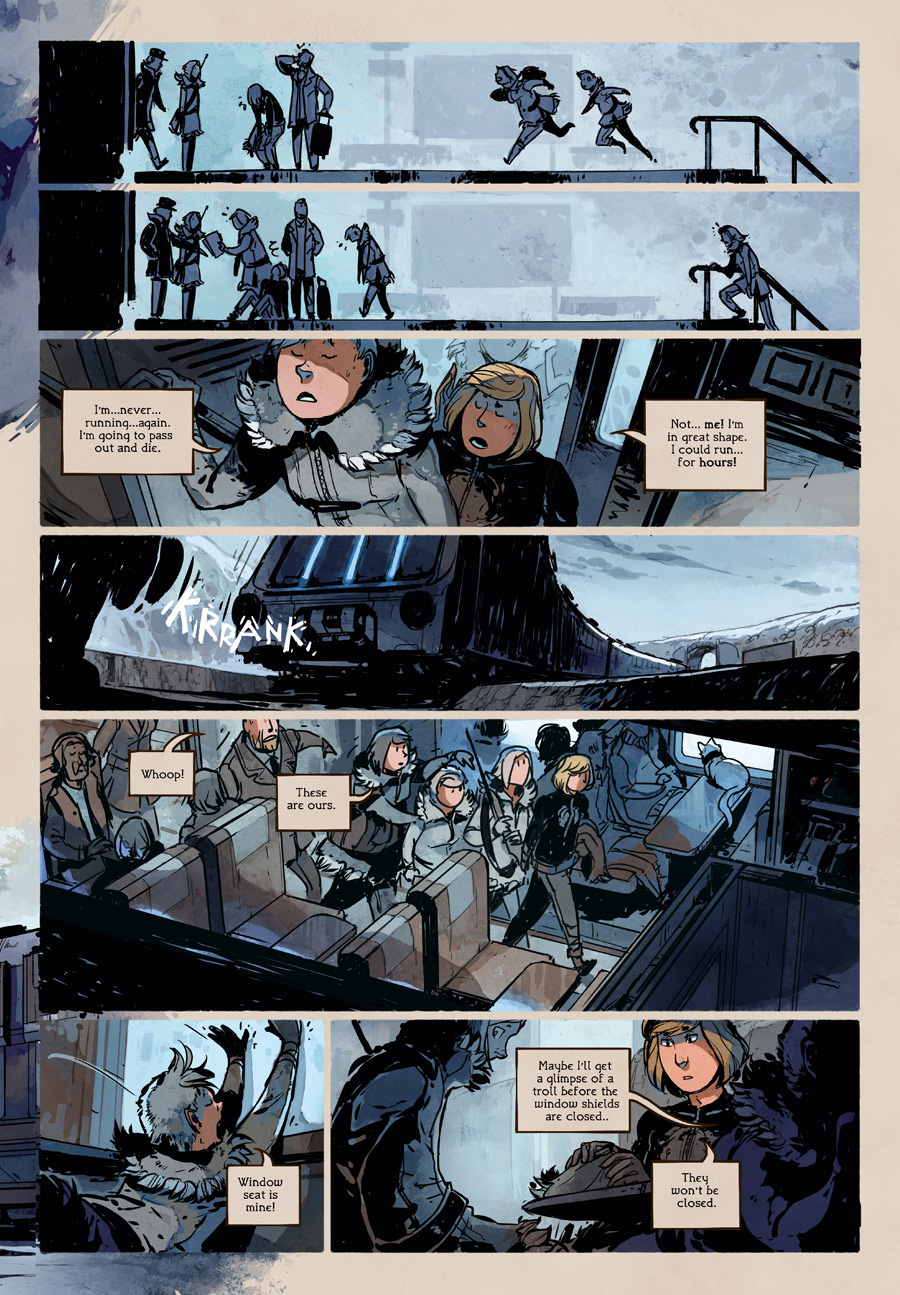 I'm...never...
running...again.
I'm going to pass
out and die.
Not... me! I'm
in great shape.
I could run...
for hours!
KRRANK
Whoop!
These
are ours.
Window
seat is
mine!
Maybe I'll get
a glimpse of a
troll before the
window shields
are closed..
They
won't be
closed.